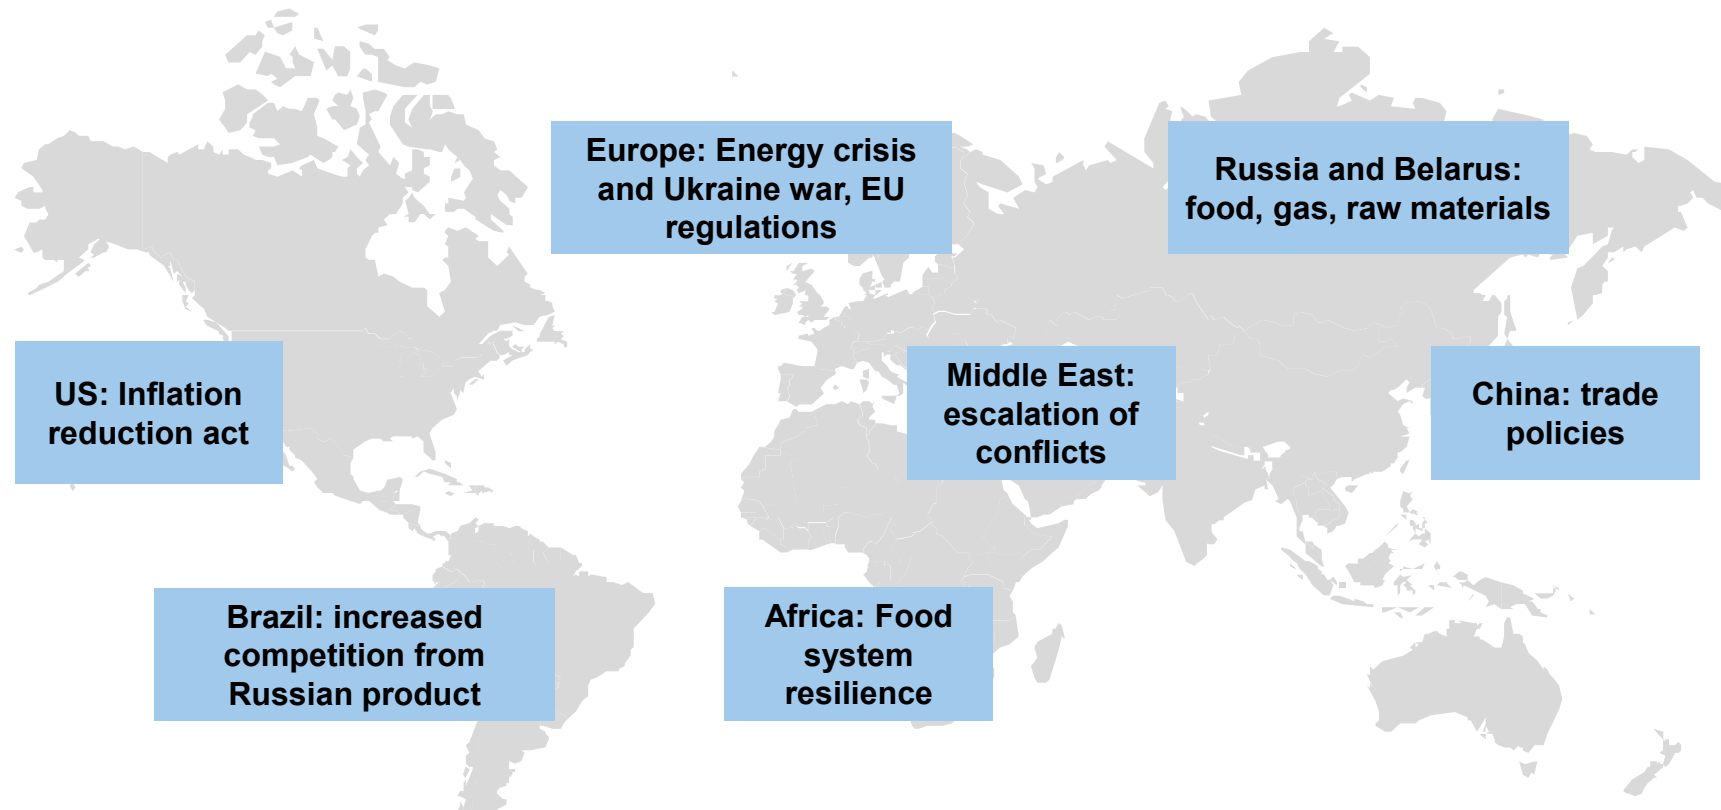 Europe: Energy crisis
and Ukraine war, EU
regulations
Russia and Belarus:
food, gas, raw materials
US: Inflation
reduction act
Middle East:
escalation of
conflicts
China: trade
policies
Brazil: increased
competition from
Russian product
Africa: Food
system
resilience